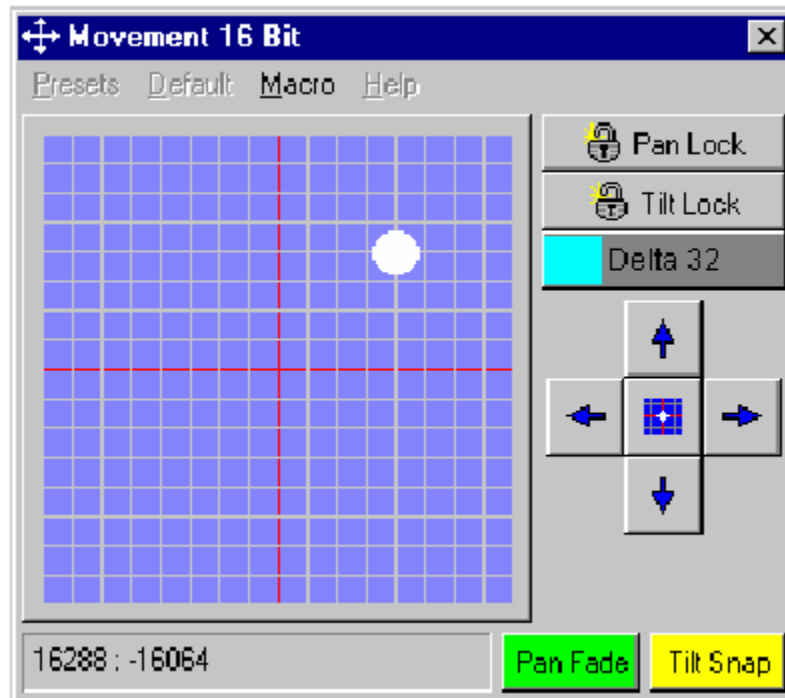 Movement 16 Bit
Presets Default Macro Help
Pan Lock
Tilt Lock
Delta 32
16288 : -16064
Pan Fade
Tilt Snap